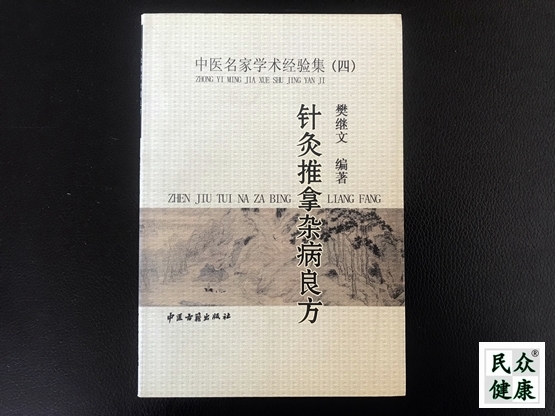 中医名家学术经验集(四)
ZHONG YI MING JIA XUE SHU JING YAN JI
樊继文 编著
针灸推拿杂病良方
ZHEN JIU TUI NA ZA BING LIANG FANG
中医古籍出版社
民众®
健康